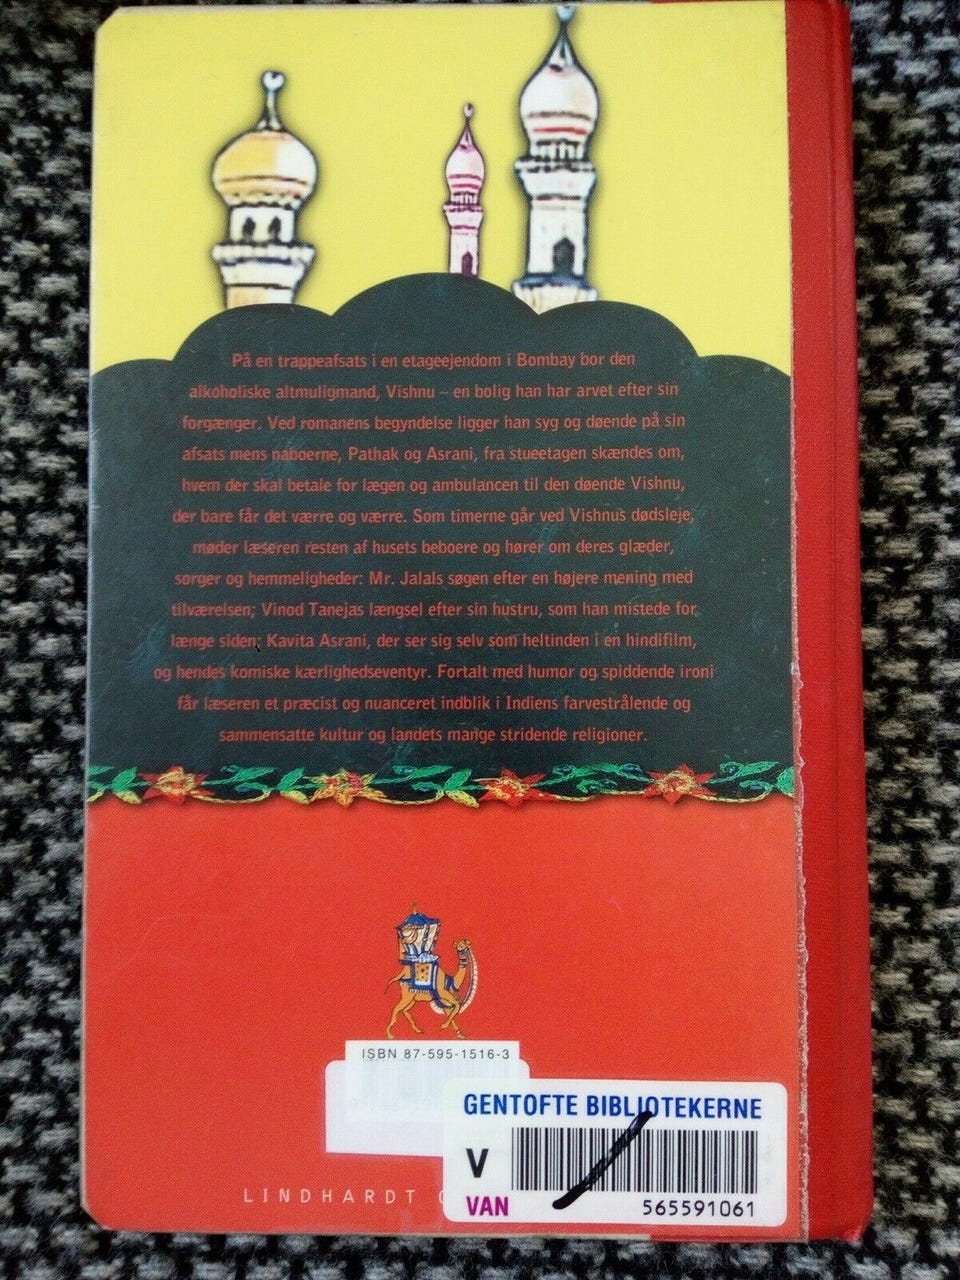 På en trappeafsats i en etageejendom i Bombay bor den
alkoholiske altmuligmand, Vishnu – en bolig han har arvet efter sin
forgænger. Ved romanens begyndelse ligger han syg og døende på sin
afsats mens naboerne, Pathak og Asrani, fra stueetagen skændes om,
hvem der skal betale for lægen og ambulancen til den døende Vishnu,
der bare får det værre og værre. Som timerne går ved Vishnus dødsleje,
møder læseren resten af husets beboere og hører om deres glæder,
sorger og hemmeligheder: Mr. Jalals søgen efter en højere mening med
tilværelsen; Vinod Tanejas længsel efter sin hustru, som han mistede for
længe siden; Kavita Asrani, der ser sig selv som heltinden i en hindifilm,
og hendes komiske kærlighedseventyr. Fortalt med humor og spiddende ironi
får læseren et præcist og nuanceret indblik i Indiens farvestrålende og
sammensatte kultur og landets mange stridende religioner.
ISBN 87-595-1516-3
GENTOFTE BIBLIOTEKERNE
V
VAN
565591061
LINDHARDT